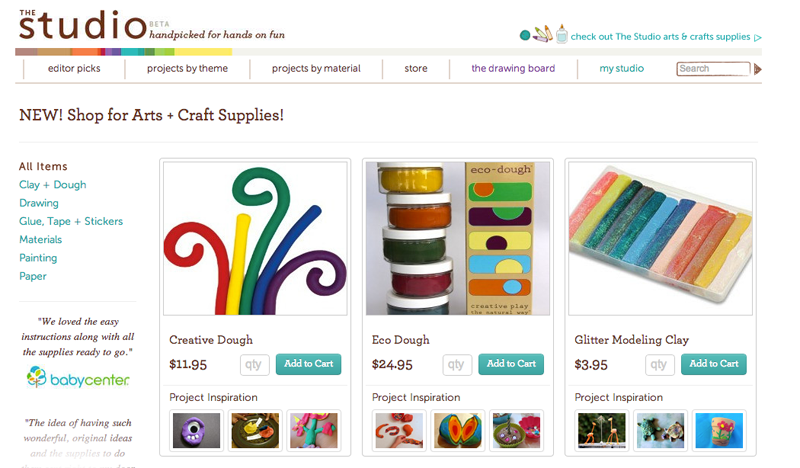 THE
studio BETA
handpicked for hands on fun
check out The Studio arts & crafts supplies
editor picks projects by theme projects by material store the drawing board my studio Search
NEW! Shop for Arts + Craft Supplies!
All Items
Clay + Dough
Drawing
Glue, Tape + Stickers
Materials
Painting
Paper
"We loved the easy
instructions along with all
the supplies ready to go."
babycenter
"The idea of having such
wonderful, original ideas
and the supplies to do
eco-dough
creative play
the natural way
Creative Dough
$11.95 qty Add to Cart
Project Inspiration
Eco Dough
$24.95 qty Add to Cart
Project Inspiration
Glitter Modeling Clay
$3.95 qty Add to Cart
Project Inspiration